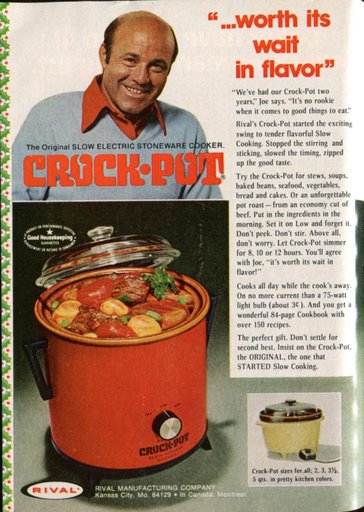 “...worth its
wait
in flavor”
“We've had our Crock-Pot two
years,” Joe says. “It's no rookie
when it comes to good things to eat.”
Rival's Crock-Pot started the exciting
swing to tender flavorful Slow
Cooking. Stopped the stirring and
sticking, slowed the timing, zipped
up the good taste.
Try the Crock-Pot for stews, soups,
baked beans, seafood, vegetables,
bread and cakes. Or an unforgettable
pot roast — from an economy cut of
beef. Put in the ingredients in the
morning. Set it on Low and forget it.
Don't peek. Don't stir. Above all,
don't worry. Let Crock-Pot simmer
for 8, 10 or 12 hours. You'll agree
with Joe, “it's worth its wait in
flavor!”
Cooks all day while the cook's away.
On no more current than a 75-watt
light bulb (about 3¢). And you get a
wonderful 84-page Cookbook with
over 150 recipes.
The perfect gift. Don't settle for
second best. Insist on the Crock-Pot,
the ORIGINAL, the one that
STARTED Slow Cooking.
The Original SLOW ELECTRIC STONEWARE COOKER.
CROCK•POT®
Good Housekeeping
GUARANTEES
CROCK•POT
Crock-Pot sizes for all; 2, 3, 3½,
5 qts. in pretty kitchen colors.
RIVAL®
RIVAL MANUFACTURING COMPANY
Kansas City, Mo. 64129 • In Canada: Montreal